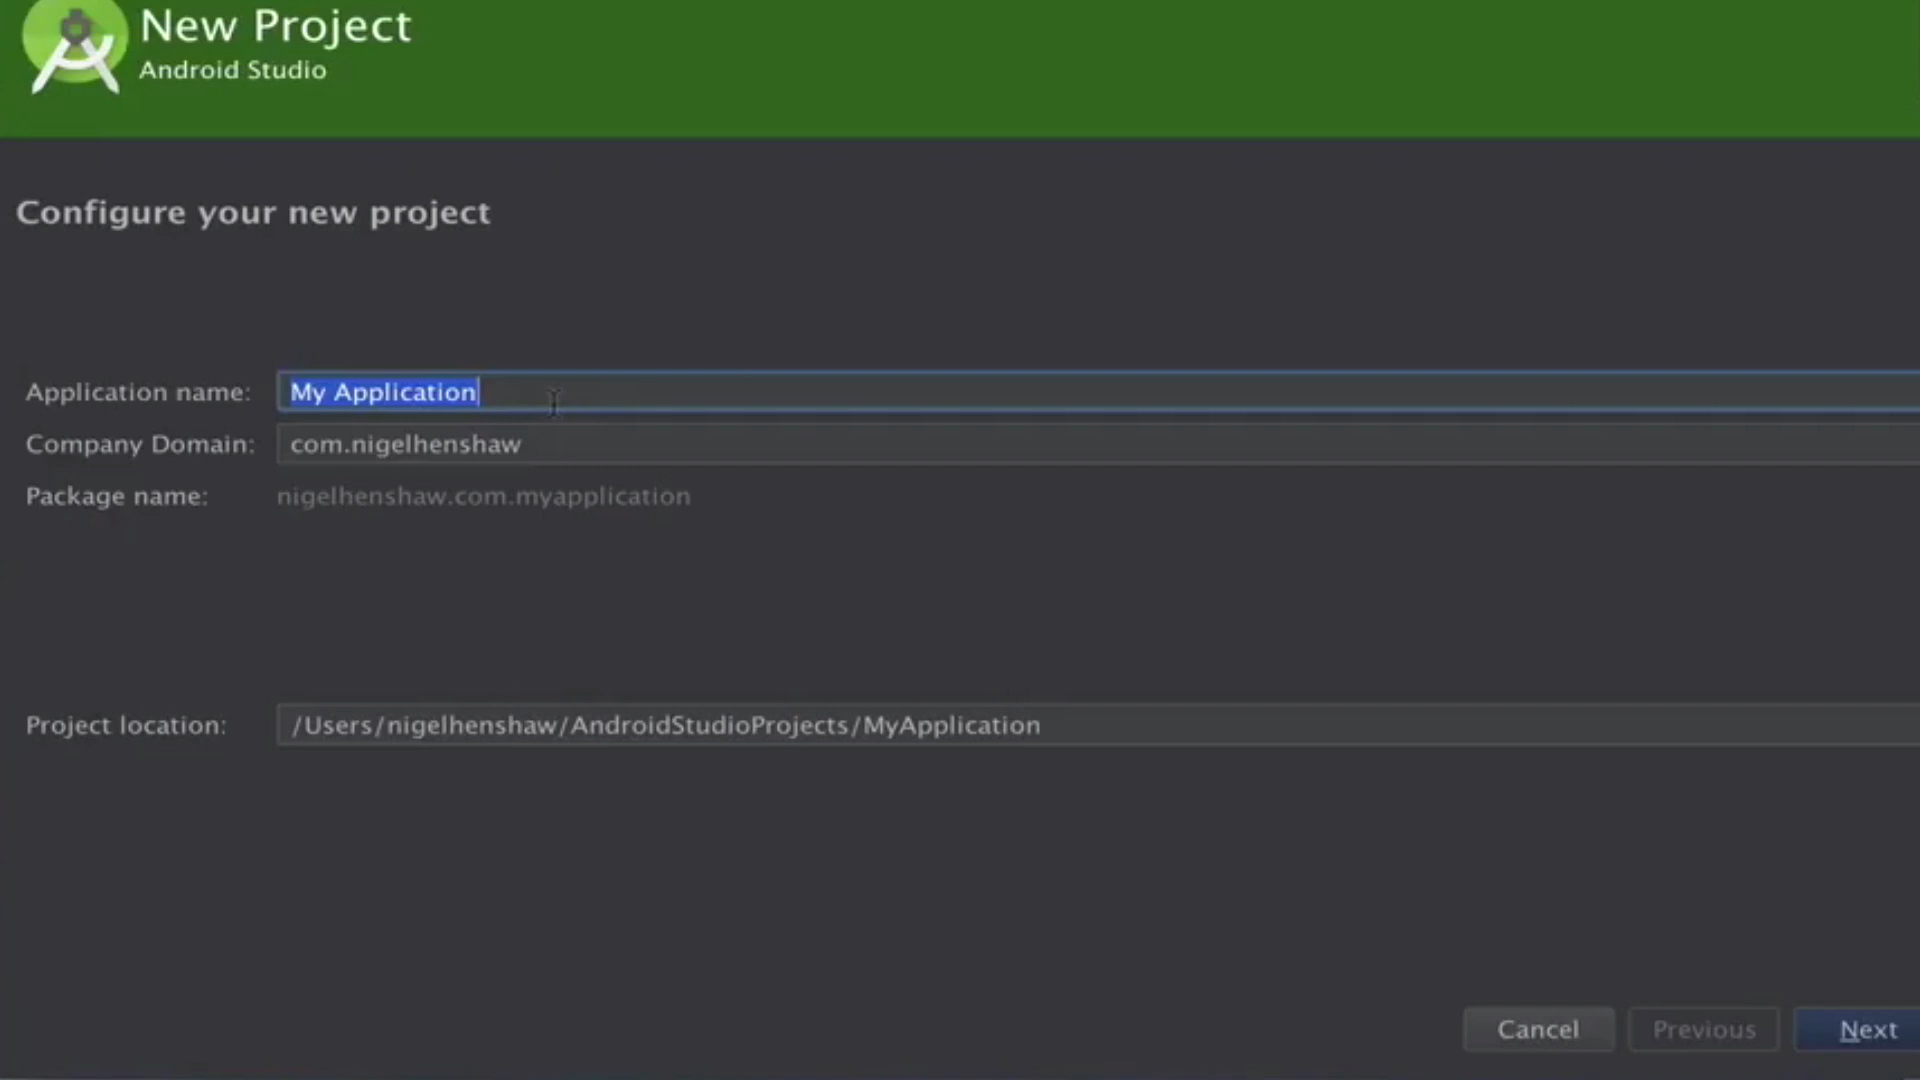 New Project
Android Studio
Configure your new project
Application name: My Application
Company Domain: com.nigelhenshaw
Package name: nigelhenshaw.com.myapplication
Project location: /Users/nigelhenshaw/AndroidStudioProjects/MyApplication
Cancel Previous Next